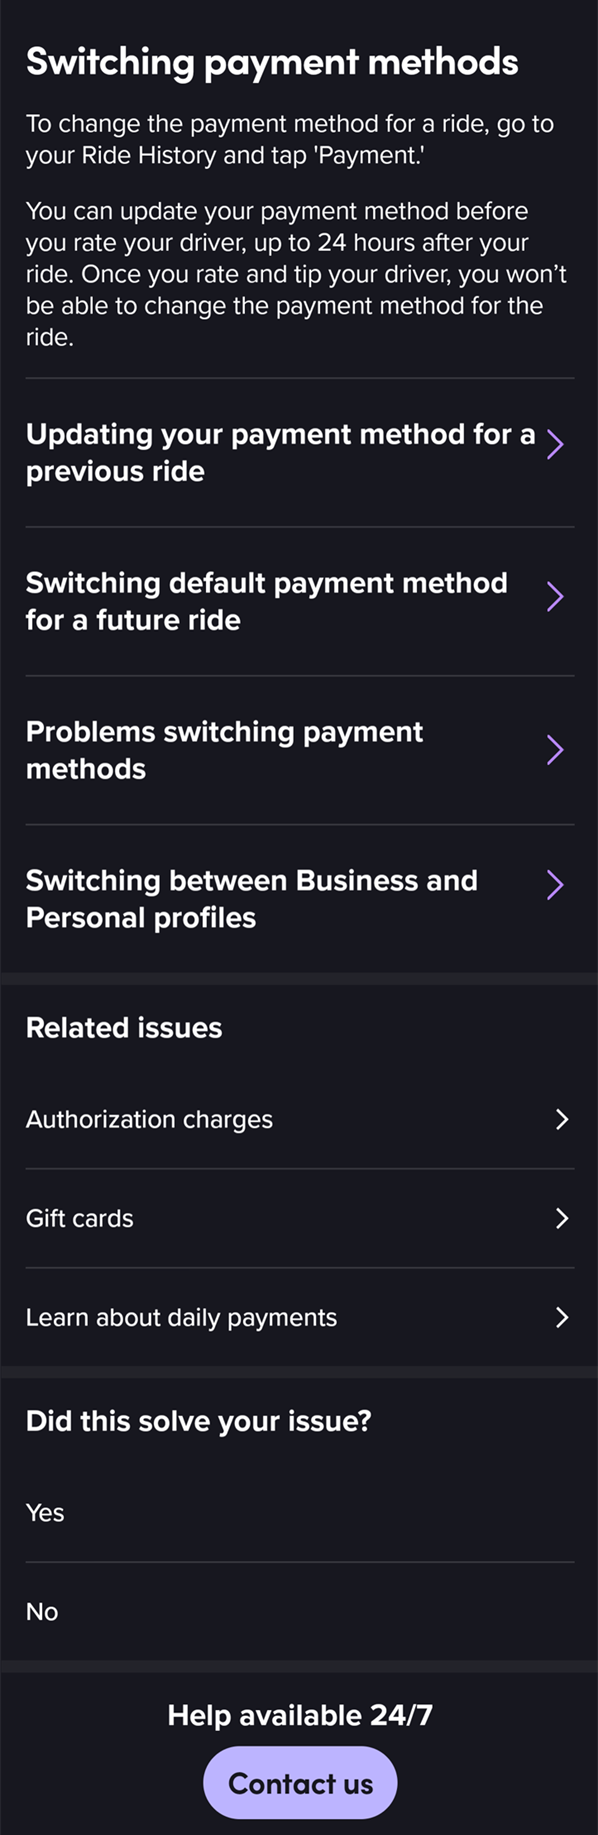 Switching payment methods
To change the payment method for a ride, go to
your Ride History and tap 'Payment.'
You can update your payment method before
you rate your driver, up to 24 hours after your
ride. Once you rate and tip your driver, you won’t
be able to change the payment method for the
ride.
Updating your payment method for a
previous ride
Switching default payment method
for a future ride
Problems switching payment
methods
Switching between Business and
Personal profiles
Related issues
Authorization charges
Gift cards
Learn about daily payments
Did this solve your issue?
Yes
No
Help available 24/7
Contact us